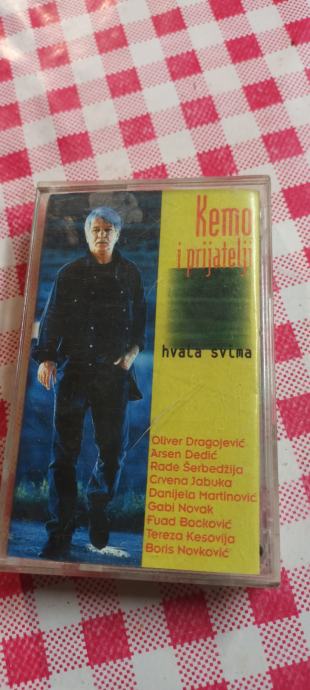 Kemo
i prijatelji
hvala svima
Oliver Dragojević
Arsen Dedić
Rade Šerbedžija
Crvena Jabuka
Danijela Martinović
Gabi Novak
Fuad Backović
Tereza Kesovija
Boris Novković